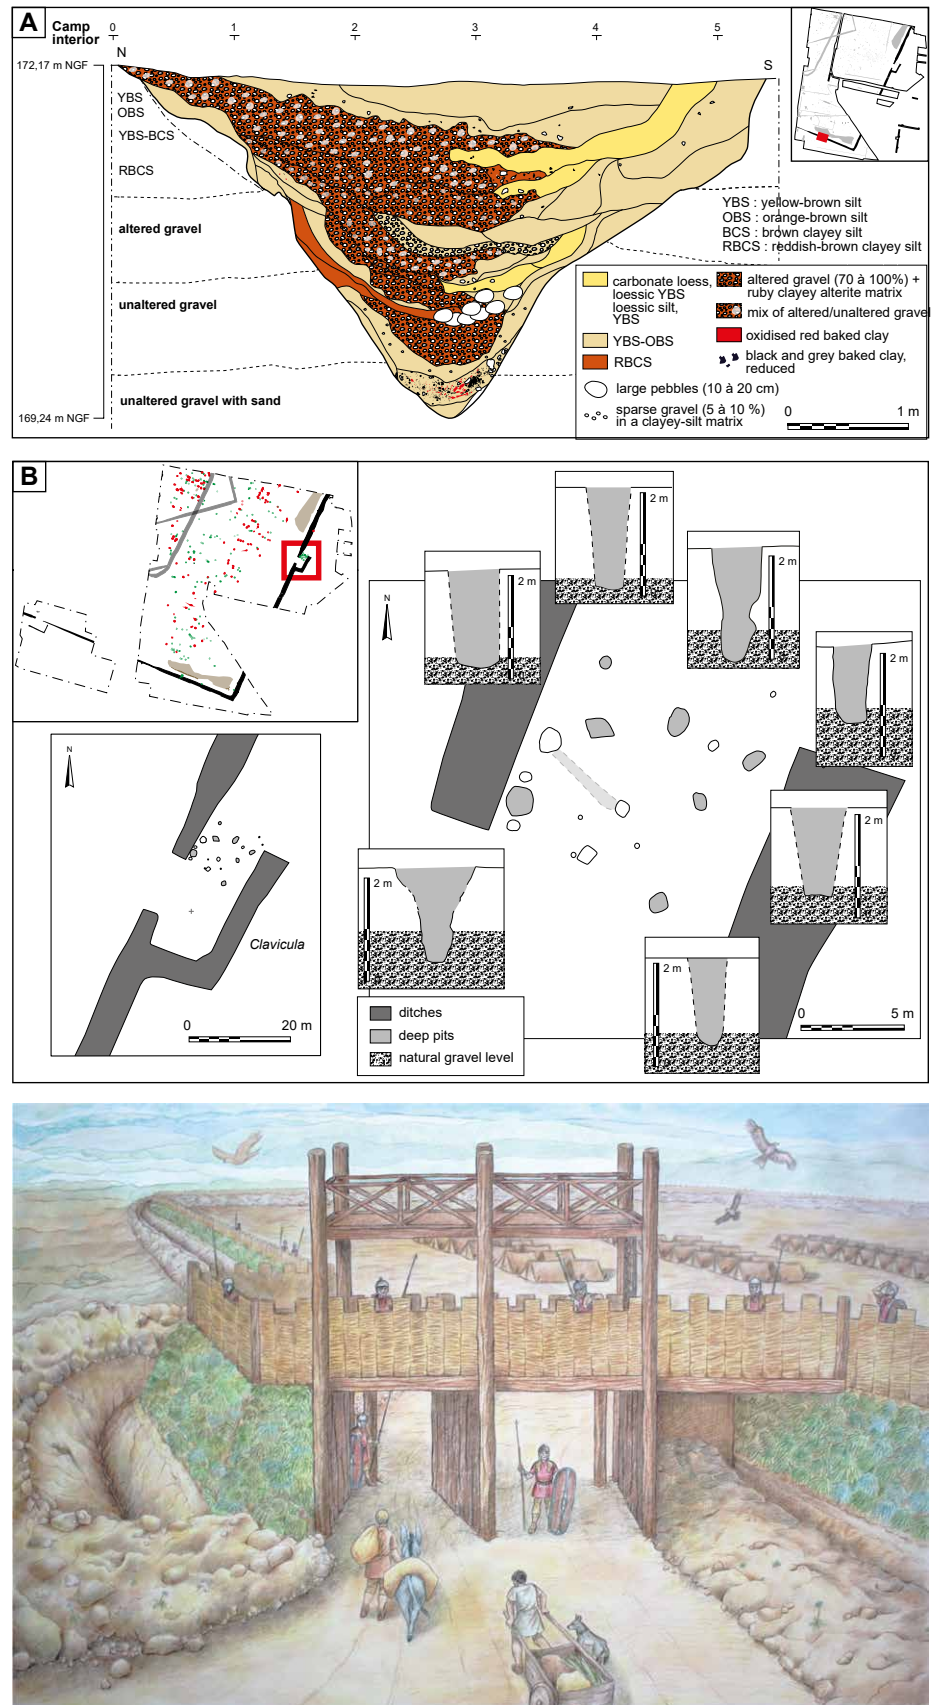 A
Camp
interior
0
1
2
3
4
5
N
S
172,17 m NGF
YBS
OBS
YBS-BCS
RBCS
altered gravel
unaltered gravel
unaltered gravel with sand
169,24 m NGF
YBS : yellow-brown silt
OBS : orange-brown silt
BCS : brown clayey silt
RBCS : reddish-brown clayey silt
carbonate loess,
loessic YBS
loessic silt,
YBS
YBS-OBS
RBCS
large pebbles (10 à 20 cm)
sparse gravel (5 à 10 %)
in a clayey-silt matrix
altered gravel (70 à 100%) +
ruby clayey alterite matrix
mix of altered/unaltered gravel
oxidised red baked clay
black and grey baked clay,
reduced
0
1 m
B
2 m
2 m
2 m
N
2 m
N
2 m
2 m
Clavicula
0
20 m
2 m
ditches
deep pits
natural gravel level
0
5 m